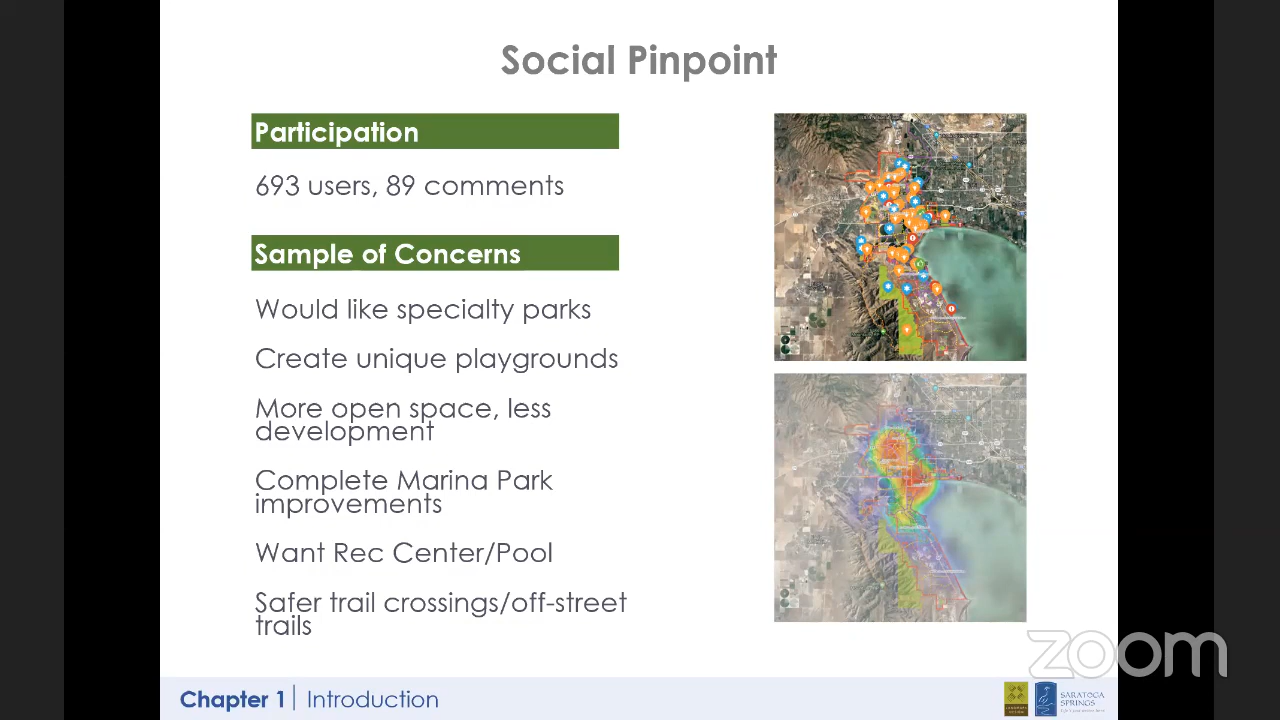 Social Pinpoint
Participation
693 users, 89 comments
Sample of Concerns
Would like specialty parks
Create unique playgrounds
More open space, less
development
Complete Marina Park
improvements
Want Rec Center/Pool
Safer trail crossings/off-street
trails
zoom
Chapter 1 | Introduction
LANDMARK
DESIGN
SARATOGA
SPRINGS